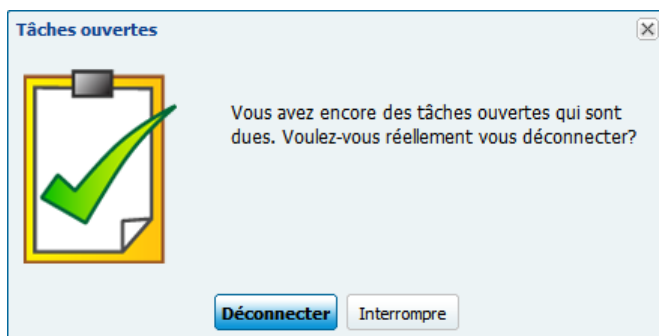 Tâches ouvertes
Vous avez encore des tâches ouvertes qui sont
dues. Voulez-vous réellement vous déconnecter?
Déconnecter
Interrompre